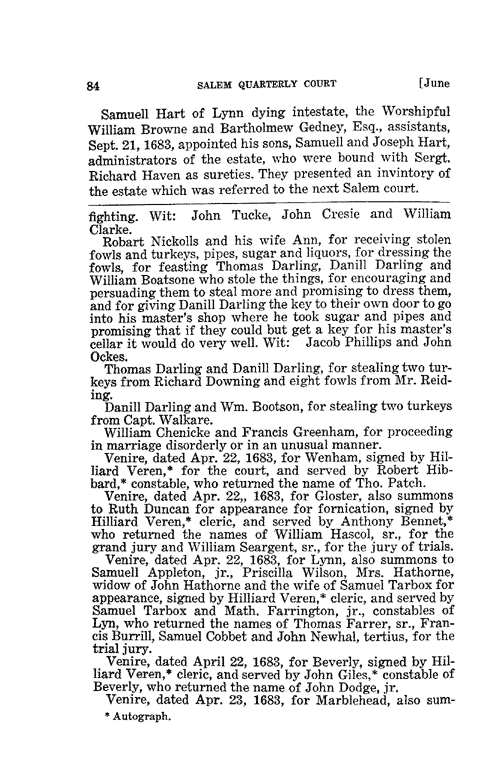 84 SALEM QUARTERLY COURT [June
Samuell Hart of Lynn dying intestate, the Worshipful
William Browne and Bartholmew Gedney, Esq., assistants,
Sept. 21, 1683, appointed his sons, Samuell and Joseph Hart,
administrators of the estate, who were bound with Sergt.
Richard Haven as sureties. They presented an invintory of
the estate which was referred to the next Salem court.
fighting. Wit: John Tucke, John Cresie and William
Clarke.
Robart Nickolls and his wife Ann, for receiving stolen
fowls and turkeys, pipes, sugar and liquors, for dressing the
fowls, for feasting Thomas Darling, Danill Darling and
William Boatsone who stole the things, for encouraging and
persuading them to steal more and promising to dress them,
and for giving Danill Darling the key to their own door to go
into his master's shop where he took sugar and pipes and
promising that if they could but get a key for his master's
cellar it would do very well. Wit: Jacob Phillips and John
Ockes.
Thomas Darling and Danill Darling, for stealing two tur-
keys from Richard Downing and eight fowls from Mr. Reid-
ing.
Danill Darling and Wm. Bootson, for stealing two turkeys
from Capt. Walkare.
William Chenicke and Francis Greenham, for proceeding
in marriage disorderly or in an unusual manner.
Venire, dated Apr. 22, 1683, for Wenham, signed by Hil-
liard Veren,* for the court, and served by Robert Hib-
bard,* constable, who returned the name of Tho. Patch.
Venire, dated Apr. 22,, 1683, for Gloster, also summons
to Ruth Duncan for appearance for fornication, signed by
Hilliard Veren,* cleric, and served by Anthony Bennet,*
who returned the names of William Hascol, sr., for the
grand jury and William Seargent, sr., for the jury of trials.
Venire, dated Apr. 22, 1683, for Lynn, also summons to
Samuell Appleton, jr., Priscilla Wilson, Mrs. Hathorne,
widow of John Hathorne and the wife of Samuel Tarbox for
appearance, signed by Hilliard Veren,* cleric, and served by
Samuel Tarbox and Math. Farrington, jr., constables of
Lyn, who returned the names of Thomas Farrer, sr., Fran-
cis Burrill, Samuel Cobbet and John Newhal, tertius, for the
trial jury.
Venire, dated April 22, 1683, for Beverly, signed by Hil-
liard Veren,* cleric, and served by John Giles,* constable of
Beverly, who returned the name of John Dodge, jr.
Venire, dated Apr. 23, 1683, for Marblehead, also sum-
* Autograph.